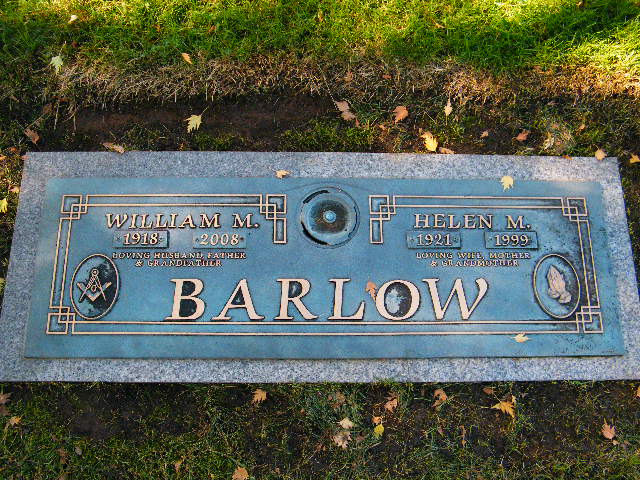 WILLIAM M.
1918 2008
LOVING HUSBAND, FATHER
& GRANDFATHER
HELEN M.
1921 1999
LOVING WIFE, MOTHER
& GRANDMOTHER
BARLOW